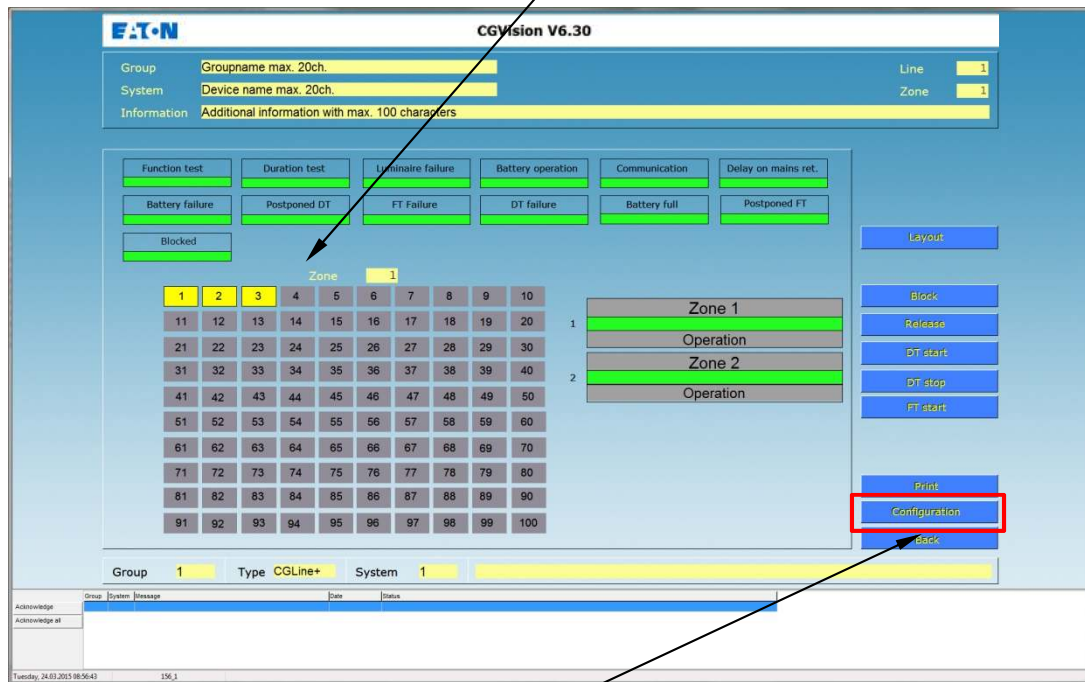 EATON
CGVision V6.30
Group Groupname max. 20ch. Line 1
System Device name max. 20ch. Zone 1
Information Additional information with max. 100 characters
Function test Duration test Luminaire failure Battery operation Communication Delay on mains ret.
Battery failure Postponed DT FT Failure DT failure Battery full Postponed FT
Blocked
Zone 1
1 2 3 4 5 6 7 8 9 10
11 12 13 14 15 16 17 18 19 20
21 22 23 24 25 26 27 28 29 30
31 32 33 34 35 36 37 38 39 40
41 42 43 44 45 46 47 48 49 50
51 52 53 54 55 56 57 58 59 60
61 62 63 64 65 66 67 68 69 70
71 72 73 74 75 76 77 78 79 80
81 82 83 84 85 86 87 88 89 90
91 92 93 94 95 96 97 98 99 100
Zone 1
1
Operation
Zone 2
2
Operation
Layout
Block
Release
DT start
DT stop
FT start
Print
Configuration
Back
Group 1 Type CGLine+ System 1
Group System Message Date Status
Acknowledge
Acknowledge all
Tuesday, 24.03.2015 08:56:43 156_1